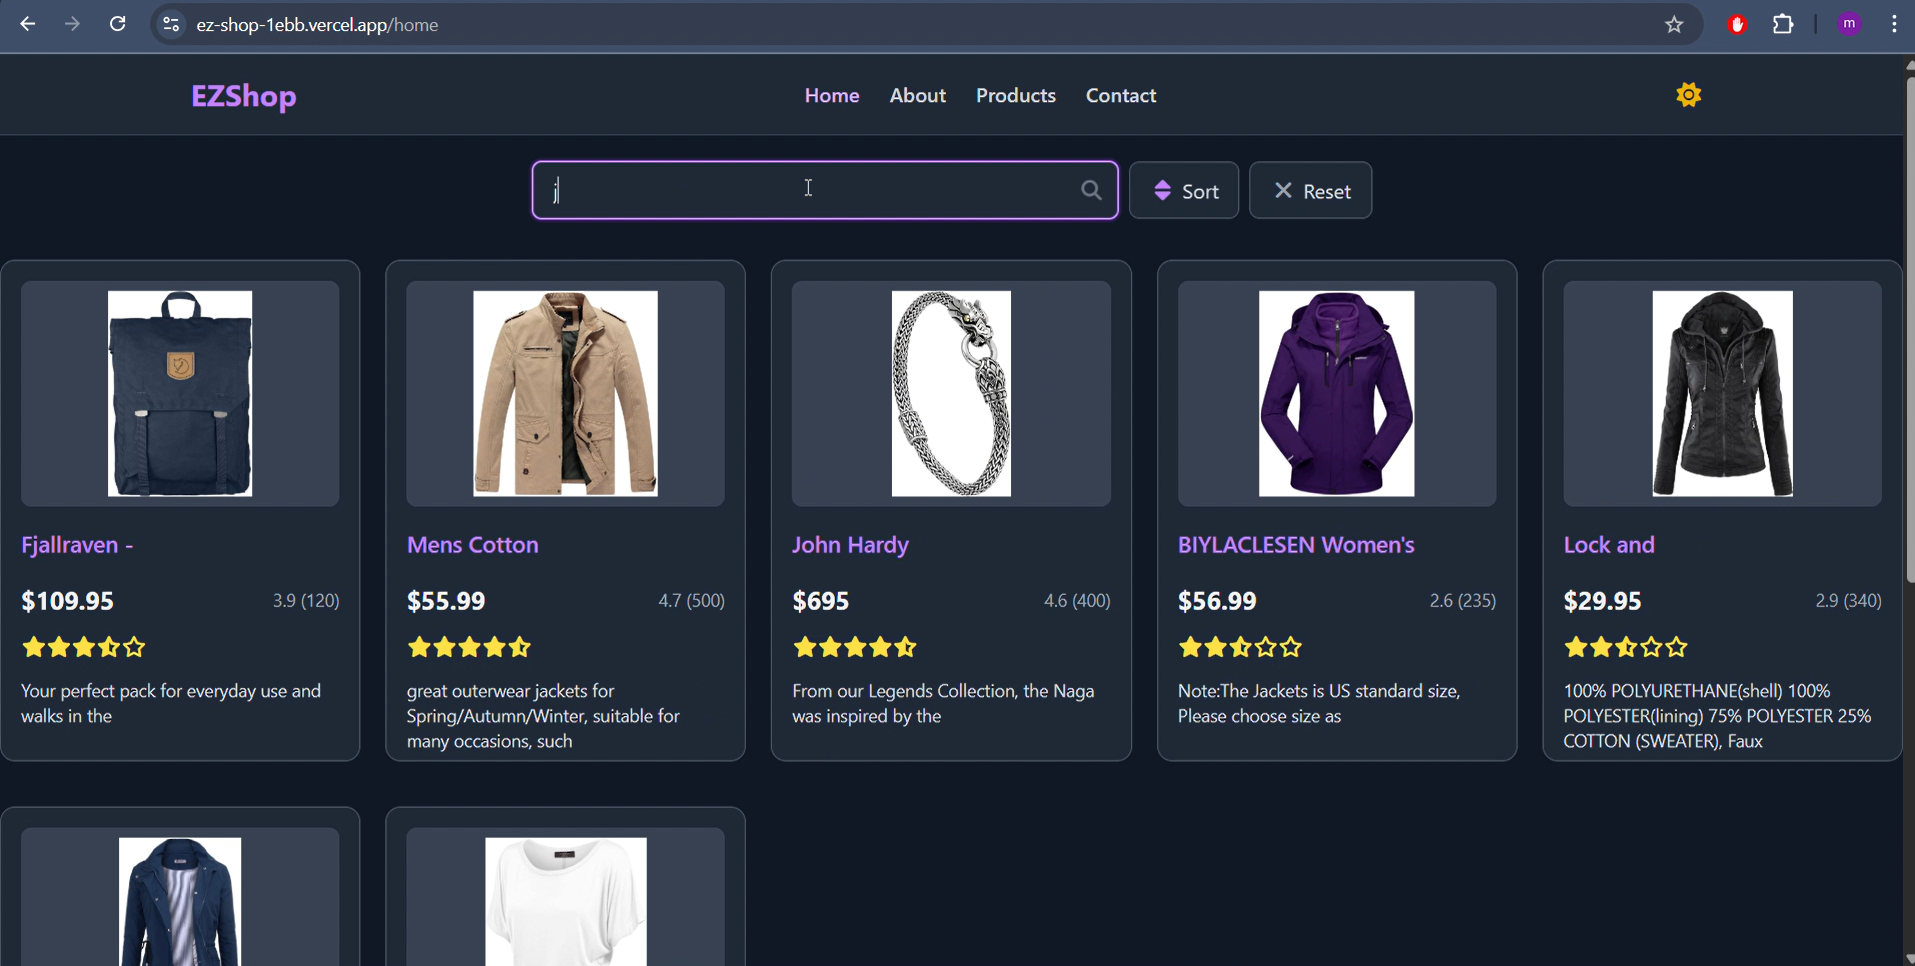 ez-shop-1ebb.vercel.app/home
m
EZShop
Home About Products Contact
j
Sort
Reset
Fjallraven -
$109.95
3.9 (120)
Your perfect pack for everyday use and
walks in the
Mens Cotton
$55.99
4.7 (500)
great outerwear jackets for
Spring/Autumn/Winter, suitable for
many occasions, such
John Hardy
$695
4.6 (400)
From our Legends Collection, the Naga
was inspired by the
BIYLACLESEN Women's
$56.99
2.6 (235)
Note:The Jackets is US standard size,
Please choose size as
Lock and
$29.95
2.9 (340)
100% POLYURETHANE(shell) 100%
POLYESTER(lining) 75% POLYESTER 25%
COTTON (SWEATER), Faux